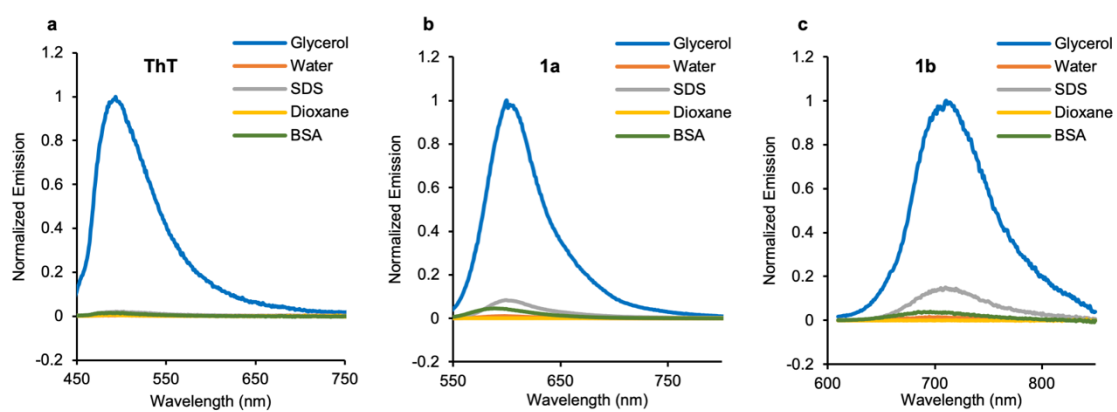 a
ThT
Glycerol
Water
SDS
Dioxane
BSA
1.2
1
0.8
0.6
0.4
0.2
0
-0.2
Normalized Emission
450
550
650
750
Wavelength (nm)
b
1a
Glycerol
Water
SDS
Dioxane
BSA
1.2
1
0.8
0.6
0.4
0.2
0
-0.2
Normalized Emission
550
650
750
Wavelength (nm)
c
1b
Glycerol
Water
SDS
Dioxane
BSA
1.2
1
0.8
0.6
0.4
0.2
0
-0.2
Normalized Emission
600
700
800
Wavelength (nm)